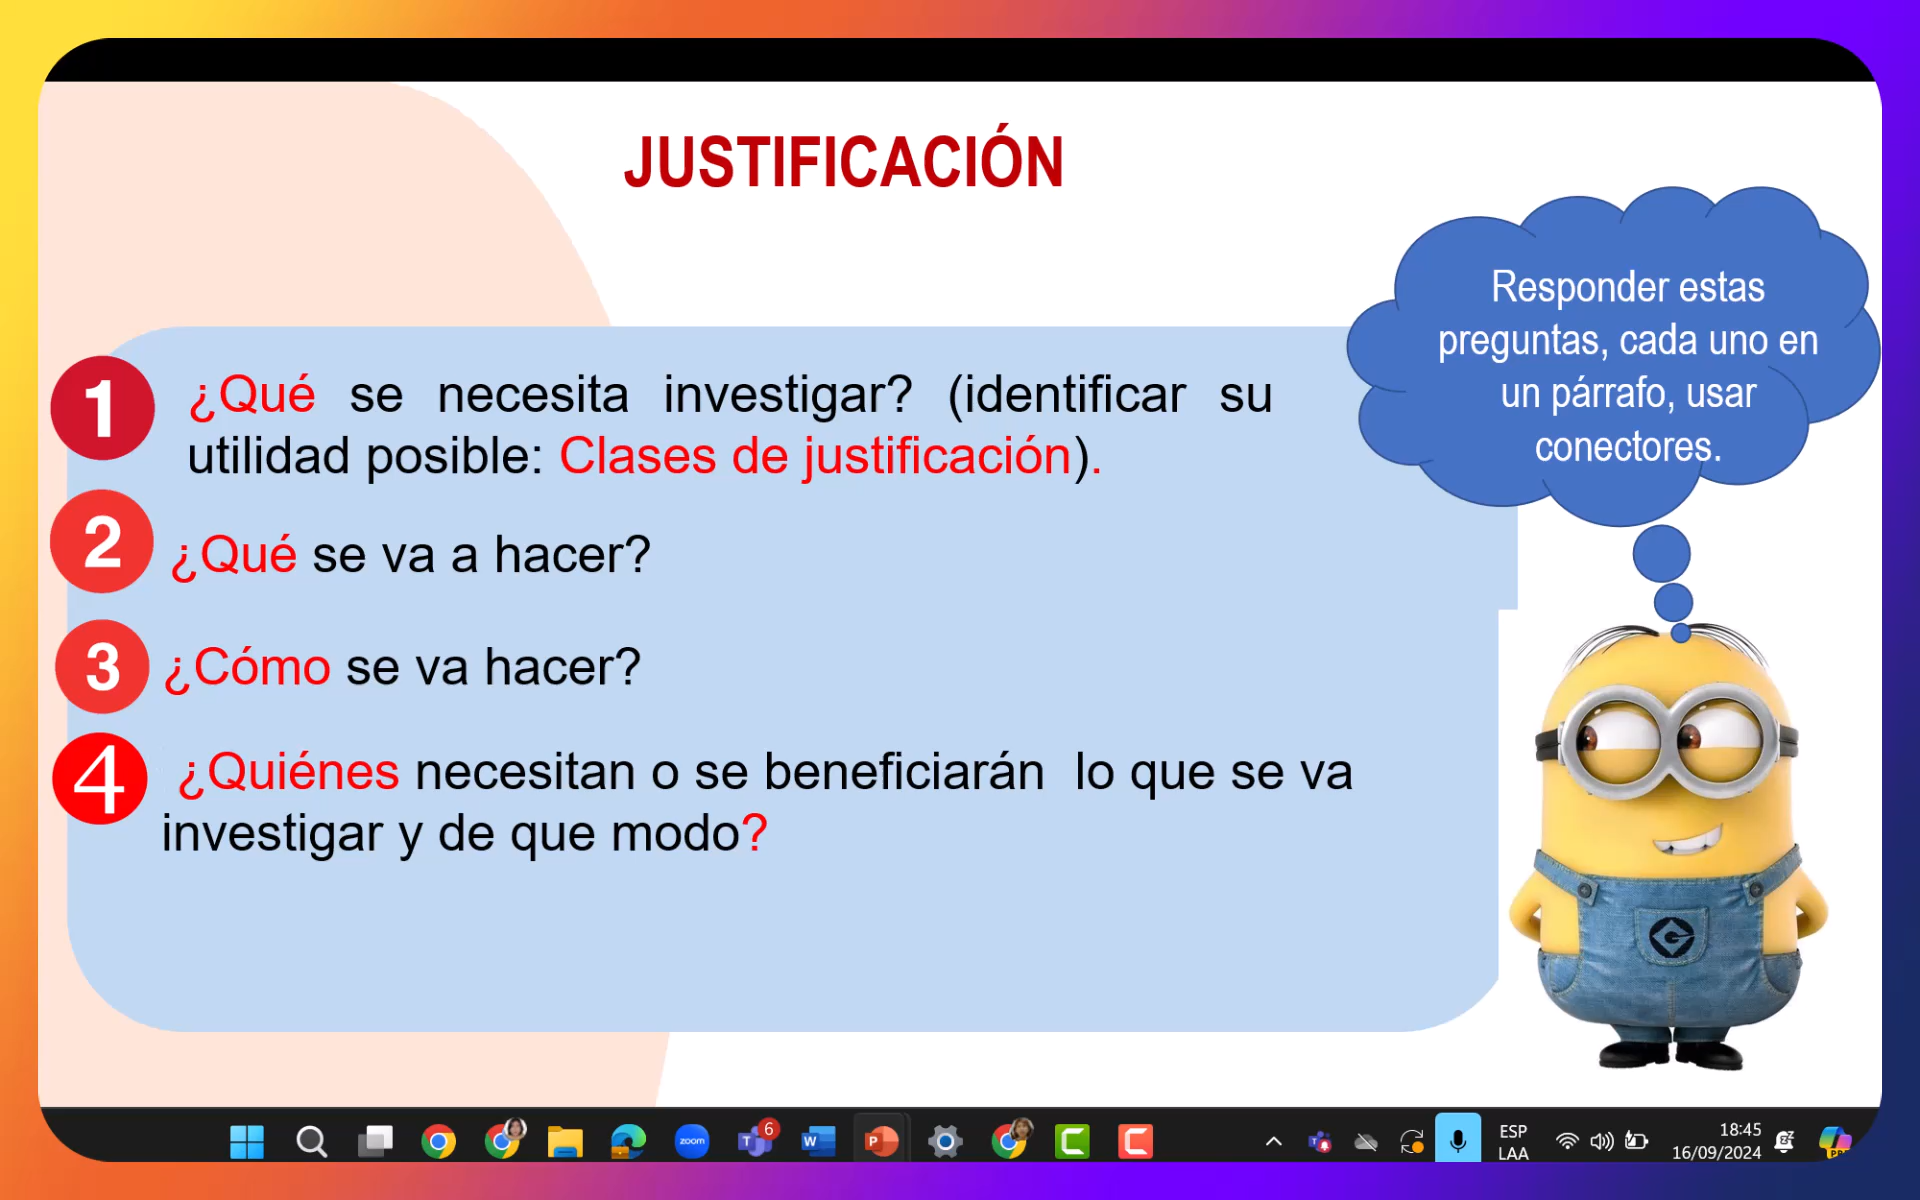 JUSTIFICACIÓN
Responder estas
preguntas, cada uno en
un párrafo, usar
conectores.
1 ¿Qué se necesita investigar? (identificar su
utilidad posible: Clases de justificación).
2 ¿Qué se va a hacer?
3 ¿Cómo se va hacer?
4 ¿Quiénes necesitan o se beneficiarán lo que se va
investigar y de que modo?
zoom
T 6
W
P
ESP
LAA
18:45
16/09/2024